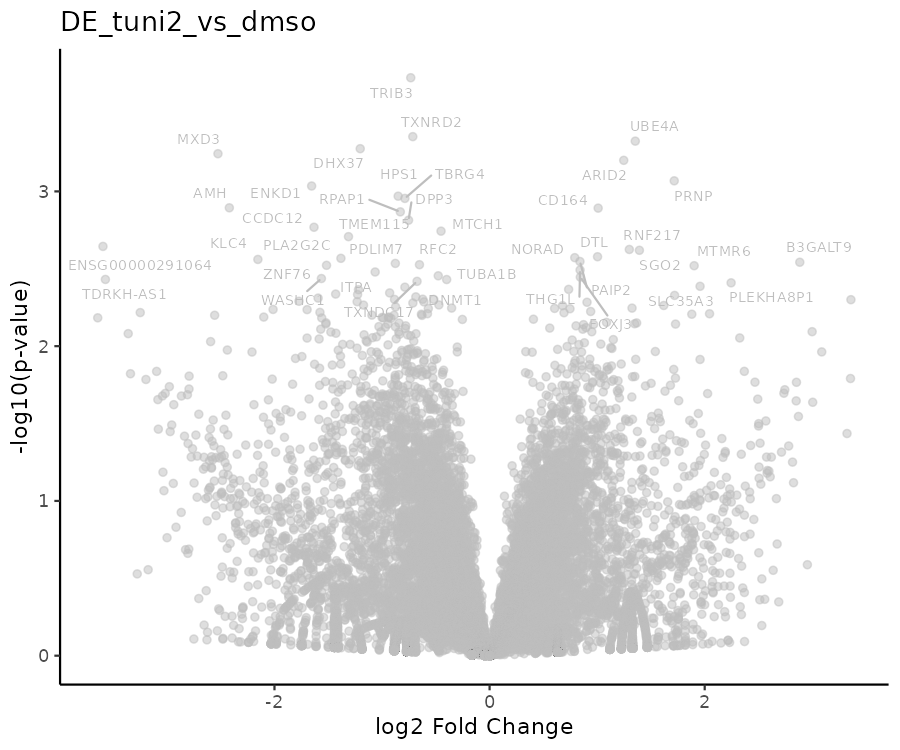 DE_tuni2_vs_dmso
TRIB3
TXNRD2
UBE4A
MXD3
DHX37
ARID2
HPS1
TBRG4
PRNP
AMH
ENKD1
RPAP1
DPP3
CD164
CCDC12
TMEM115
MTCH1
RNF217
KLC4
PLA2G2C
PDLIM7
RFC2
NORAD
DTL
MTMR6
B3GALT9
ENSG00000291064
ZNF76
TUBA1B
SGO2
TDRKH-AS1
WASHC1
ITPA
DNMT1
THG1L
PAIP2
SLC35A3
PLEKHA8P1
TXNDC17
FOXJ3
3
2
1
0
-2
0
2
-log10(p-value)
log2 Fold Change